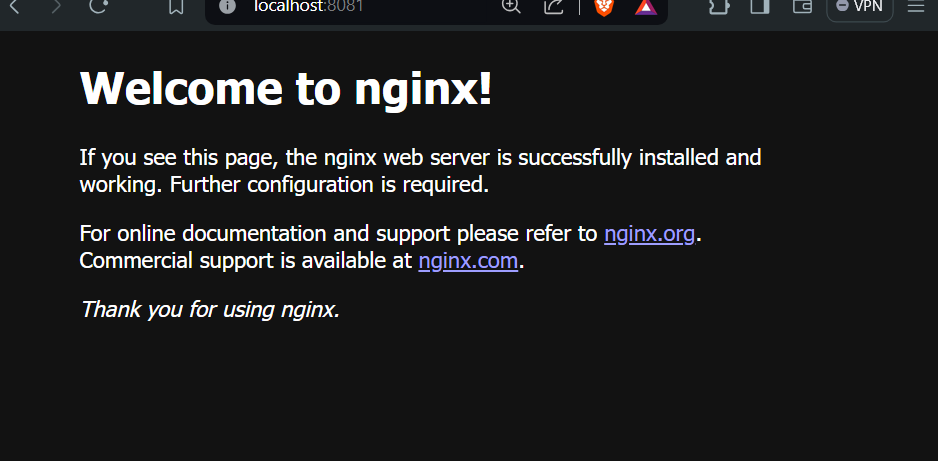 localhost:8081
VPN
Welcome to nginx!
If you see this page, the nginx web server is successfully installed and
working. Further configuration is required.
For online documentation and support please refer to nginx.org.
Commercial support is available at nginx.com.
Thank you for using nginx.